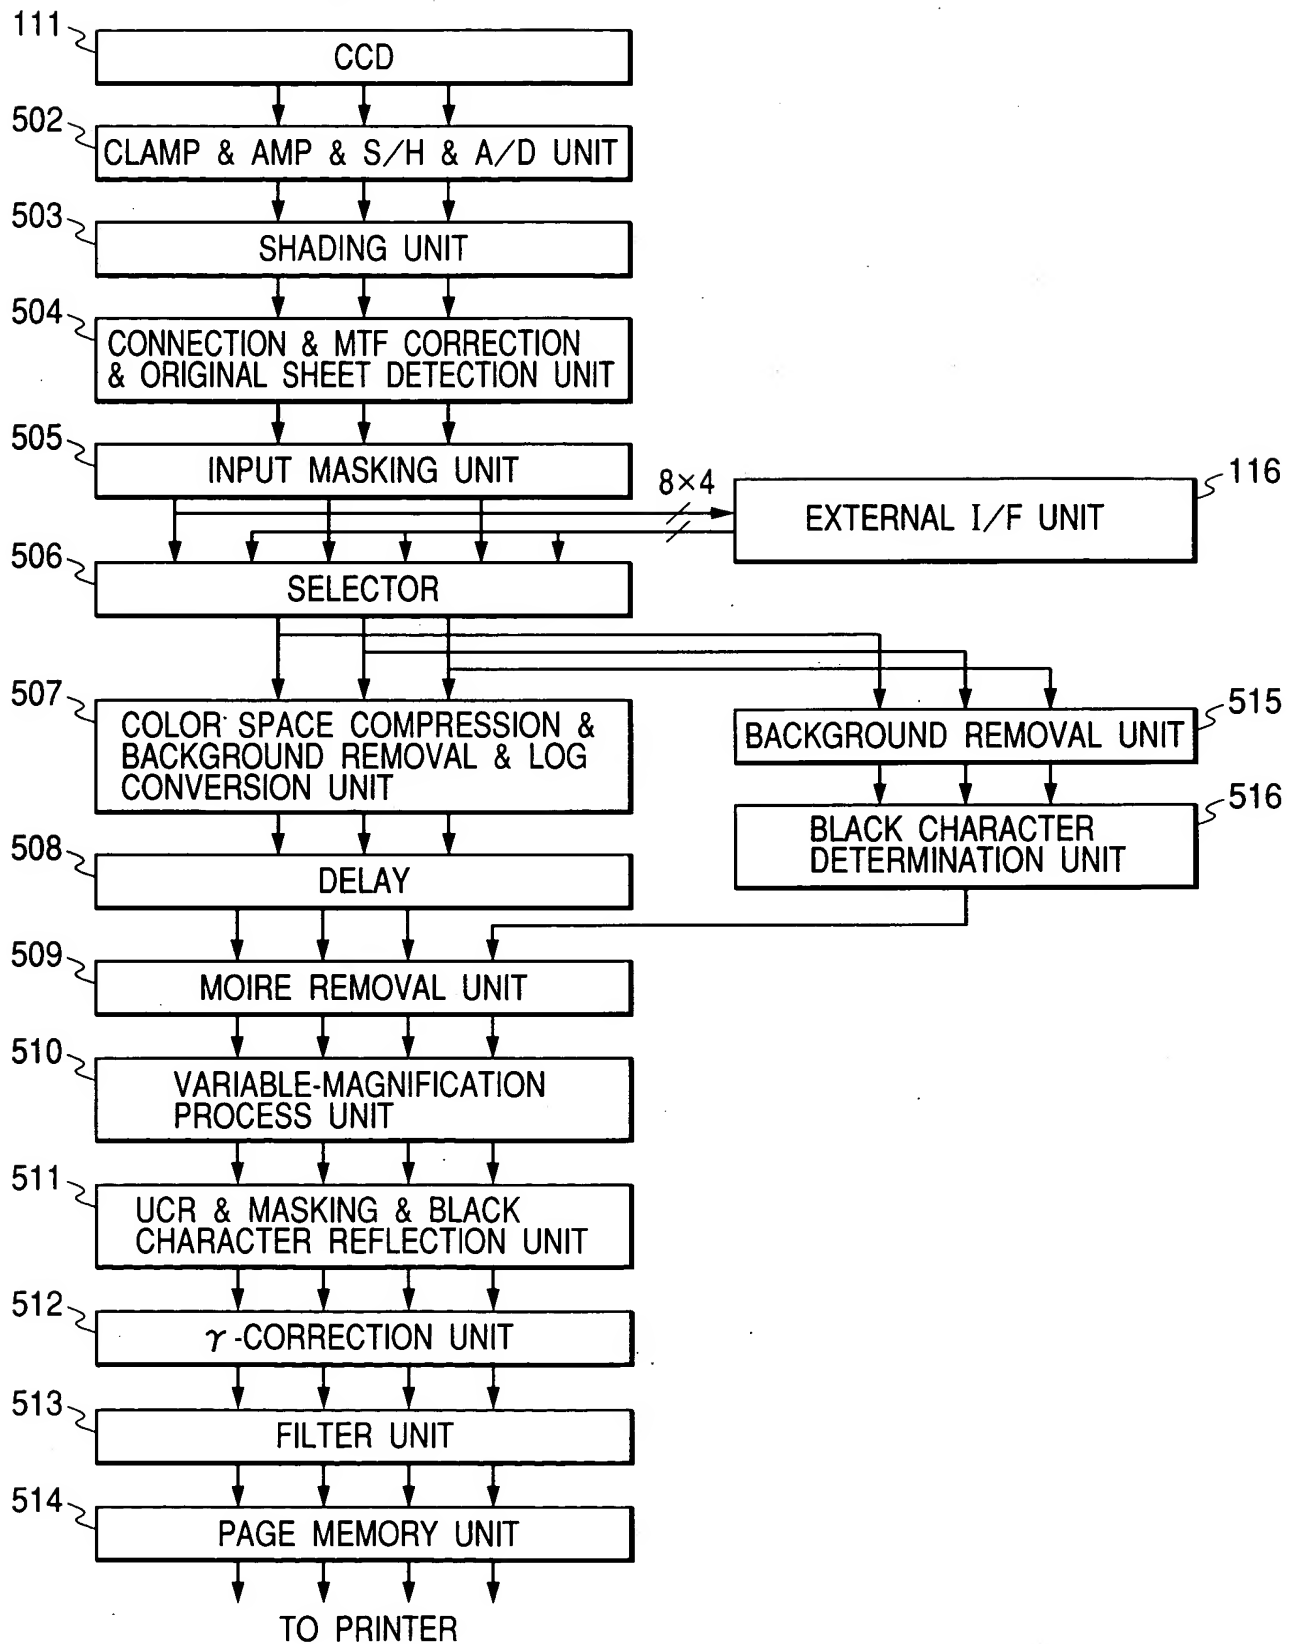 111
CCD
502
CLAMP & AMP & S/H & A/D UNIT
503
SHADING UNIT
504
CONNECTION & MTF CORRECTION
& ORIGINAL SHEET DETECTION UNIT
505
INPUT MASKING UNIT
8×4
116
EXTERNAL I/F UNIT
506
SELECTOR
507
COLOR SPACE COMPRESSION &
BACKGROUND REMOVAL & LOG
CONVERSION UNIT
515
BACKGROUND REMOVAL UNIT
516
BLACK CHARACTER
DETERMINATION UNIT
508
DELAY
509
MOIRE REMOVAL UNIT
510
VARIABLE-MAGNIFICATION
PROCESS UNIT
511
UCR & MASKING & BLACK
CHARACTER REFLECTION UNIT
512
γ-CORRECTION UNIT
513
FILTER UNIT
514
PAGE MEMORY UNIT
TO PRINTER